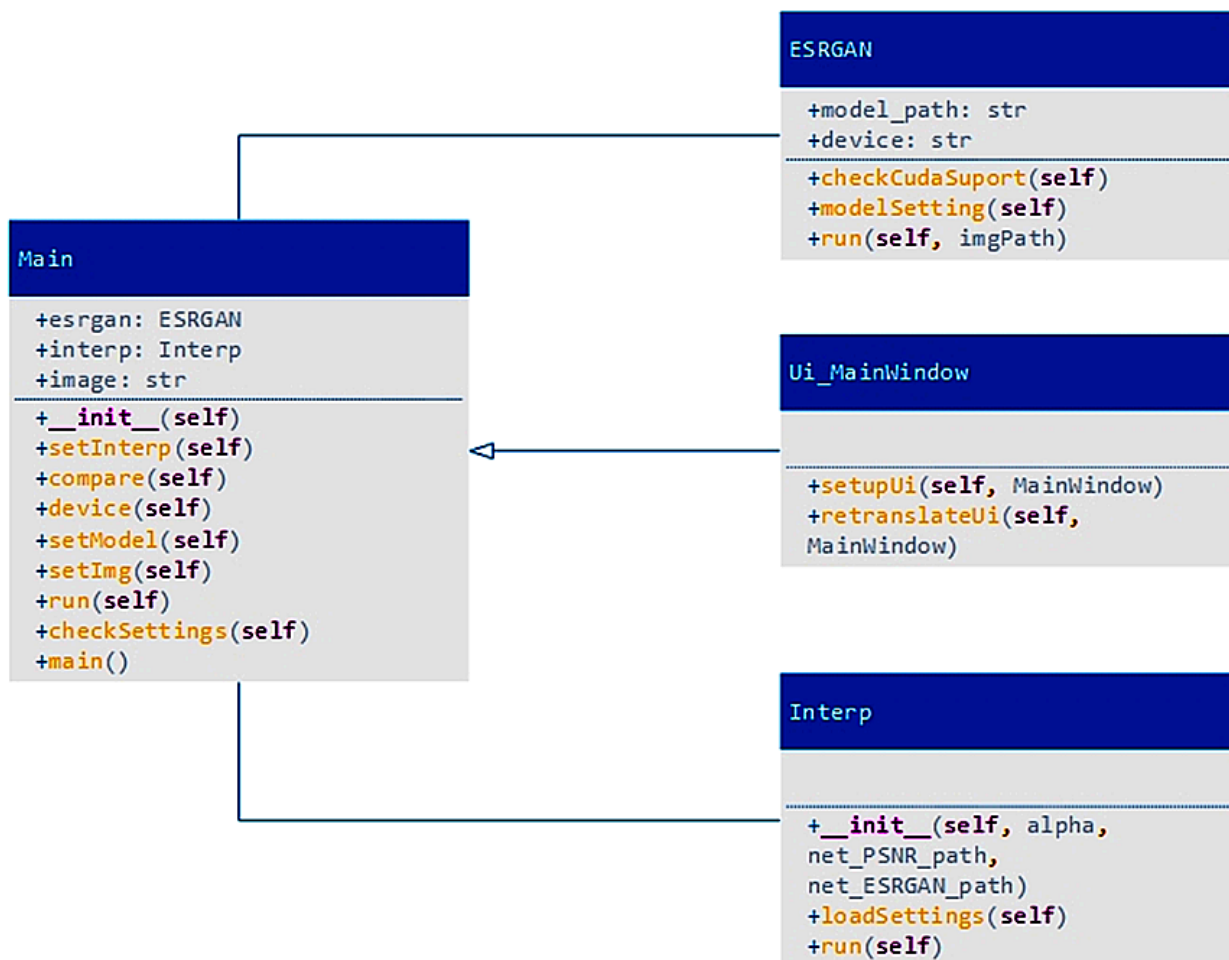 ESRGAN
+model_path: str
+device: str
+checkCudaSuport(self)
+modelSetting(self)
+run(self, imgPath)
Main
+esrgan: ESRGAN
+interp: Interp
+image: str
+__init__(self)
+setInterp(self)
+compare(self)
+device(self)
+setModel(self)
+setImg(self)
+run(self)
+checkSettings(self)
+main()
Ui_MainWindow
+setupUi(self, MainWindow)
+retranslateUi(self,
MainWindow)
Interp
+__init__(self, alpha,
net_PSNR_path,
net_ESRGAN_path)
+loadSettings(self)
+run(self)